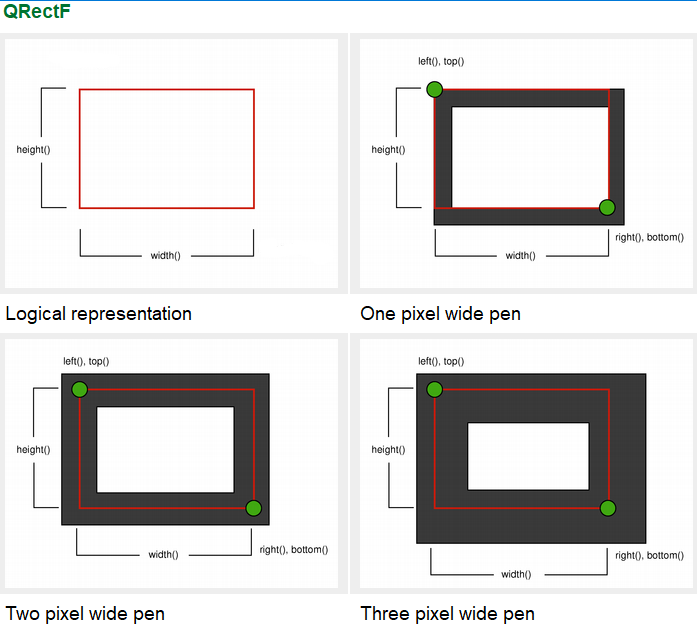 QRectF
height()
width()
Logical representation
left(), top()
height()
right(), bottom()
width()
One pixel wide pen
left(), top()
height()
right(), bottom()
width()
Two pixel wide pen
left(), top()
height()
right(), bottom()
width()
Three pixel wide pen